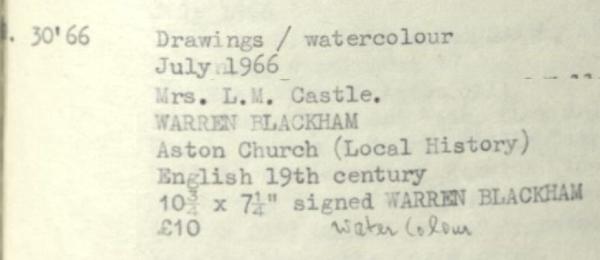 . 30'66 Drawings / watercolour
July 1966
Mrs. L.M. Castle.
WARREN BLACKHAM
Aston Church (Local History)
English 19th century
10¾ x 7¼" signed WARREN BLACKHAM
£10 Water Colour